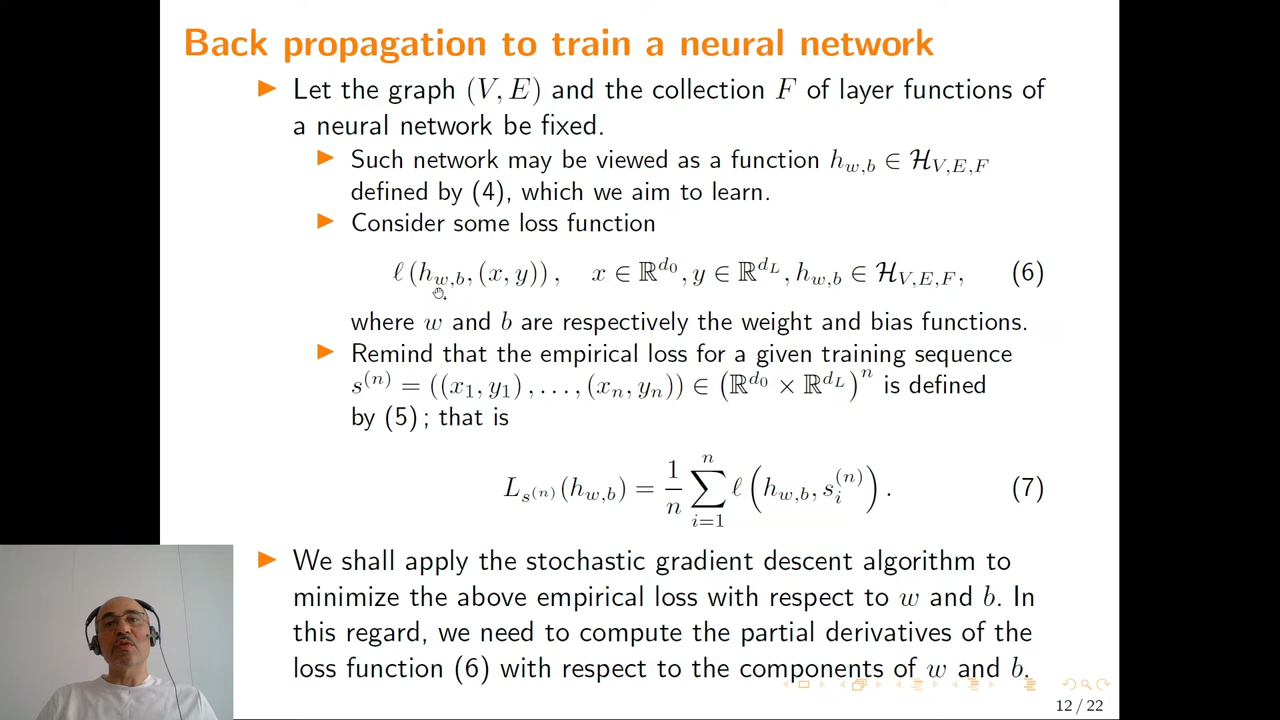 Back propagation to train a neural network
▶ Let the graph (V, E) and the collection F of layer functions of
a neural network be fixed.
▶ Such network may be viewed as a function h_{w,b} ∈ ℋ_{V,E,F}
defined by (4), which we aim to learn.
▶ Consider some loss function
ℓ (h_{w,b}, (x, y)) , x ∈ ℝ^{d_0}, y ∈ ℝ^{d_L}, h_{w,b} ∈ ℋ_{V,E,F}, (6)
where w and b are respectively the weight and bias functions.
▶ Remind that the empirical loss for a given training sequence
s^{(n)} = ((x_1, y_1) , . . . , (x_n, y_n)) ∈ (ℝ^{d_0} × ℝ^{d_L})^n is defined
by (5) ; that is
L_{s^{(n)}}(h_{w,b}) = \frac{1}{n} \sum_{i=1}^{n} ℓ (h_{w,b}, s_i^{(n)}) . (7)
▶ We shall apply the stochastic gradient descent algorithm to
minimize the above empirical loss with respect to w and b. In
this regard, we need to compute the partial derivatives of the
loss function (6) with respect to the components of w and b.
12 / 22